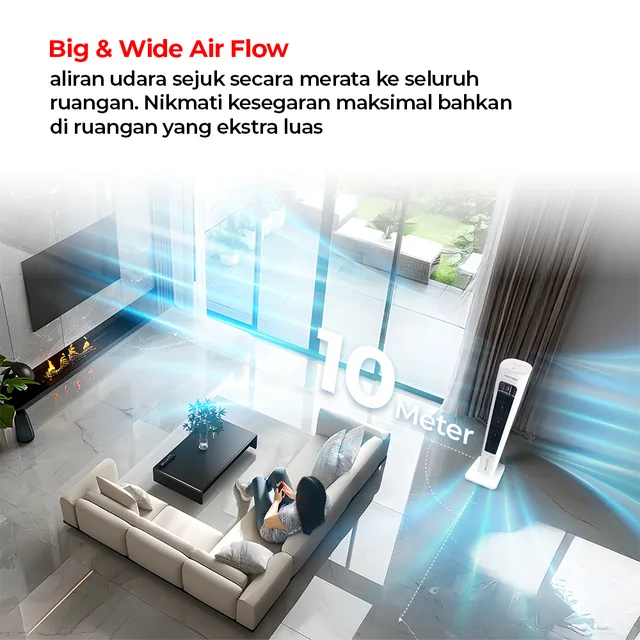 Big & Wide Air Flow
aliran udara sejuk secara merata ke seluruh
ruangan. Nikmati kesegaran maksimal bahkan
di ruangan yang ekstra luas
10 Meter